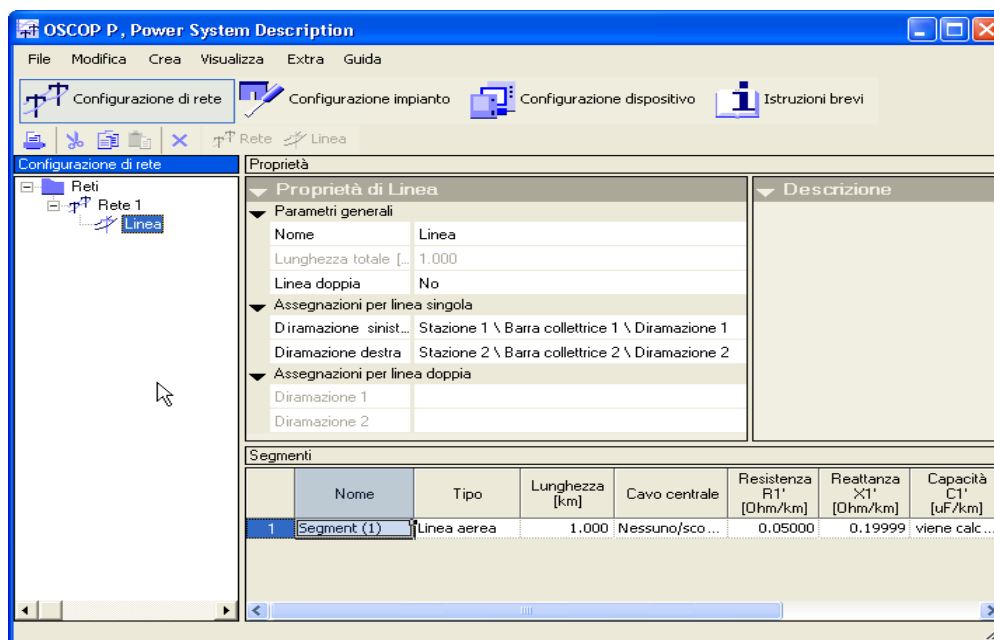 OSCOP P, Power System Description
File Modifica Crea Visualizza Extra Guida
Configurazione di rete Configurazione impianto Configurazione dispositivo Istruzioni brevi
Rete Linea
Configurazione di rete
Reti
Rete 1
Linea
Proprietà
Proprietà di Linea
Parametri generali
Nome Linea
Lunghezza totale [... 1.000
Linea doppia No
Assegnazioni per linea singola
Diramazione sinist... Stazione 1 \ Barra collettrice 1 \ Diramazione 1
Diramazione destra Stazione 2 \ Barra collettrice 2 \ Diramazione 2
Assegnazioni per linea doppia
Diramazione 1
Diramazione 2
Descrizione
Segmenti
Nome Tipo Lunghezza [km] Cavo centrale Resistenza R1' [Ohm/km] Reattanza X1' [Ohm/km] Capacità C1' [uF/km]
1 Segment (1) Linea aerea 1.000 Nessuno/sco... 0.05000 0.19999 viene calc...